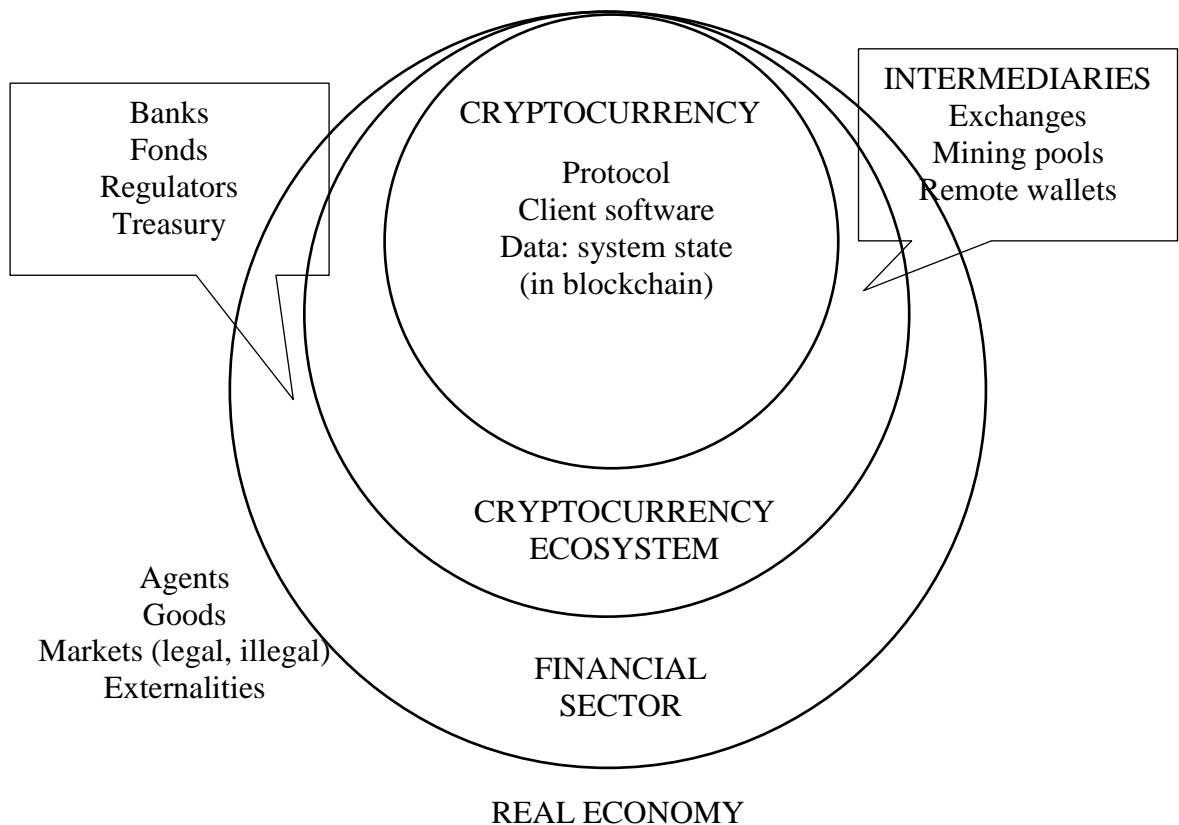 Banks
Fonds
Regulators
Treasury
CRYPTOCURRENCY
Protocol
Client software
Data: system state
(in blockchain)
INTERMEDIARIES
Exchanges
Mining pools
Remote wallets
CRYPTOCURRENCY
ECOSYSTEM
Agents
Goods
Markets (legal, illegal)
Externalities
FINANCIAL
SECTOR
REAL ECONOMY